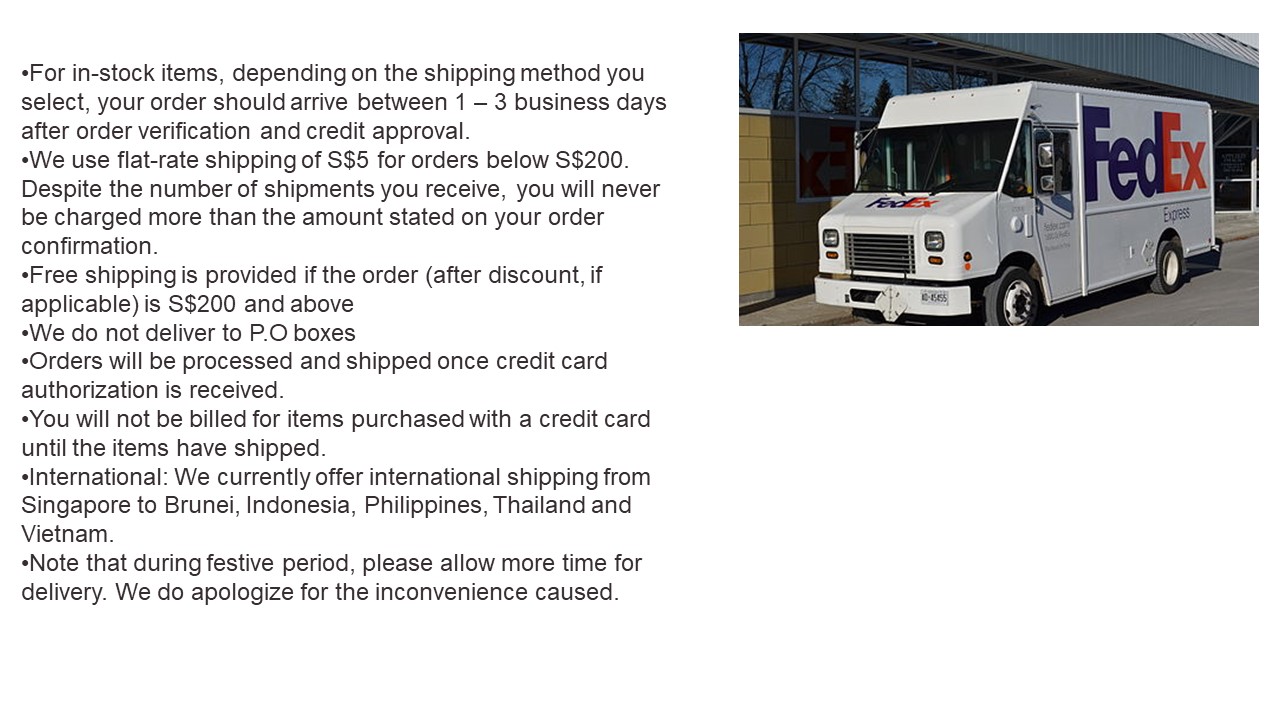 •For in-stock items, depending on the shipping method you
select, your order should arrive between 1 – 3 business days
after order verification and credit approval.
•We use flat-rate shipping of S$5 for orders below S$200.
Despite the number of shipments you receive, you will never
be charged more than the amount stated on your order
confirmation.
•Free shipping is provided if the order (after discount, if
applicable) is S$200 and above
•We do not deliver to P.O boxes
•Orders will be processed and shipped once credit card
authorization is received.
•You will not be billed for items purchased with a credit card
until the items have shipped.
•International: We currently offer international shipping from
Singapore to Brunei, Indonesia, Philippines, Thailand and
Vietnam.
•Note that during festive period, please allow more time for
delivery. We do apologize for the inconvenience caused.
FedEx
Express
FedEx
fedex.com